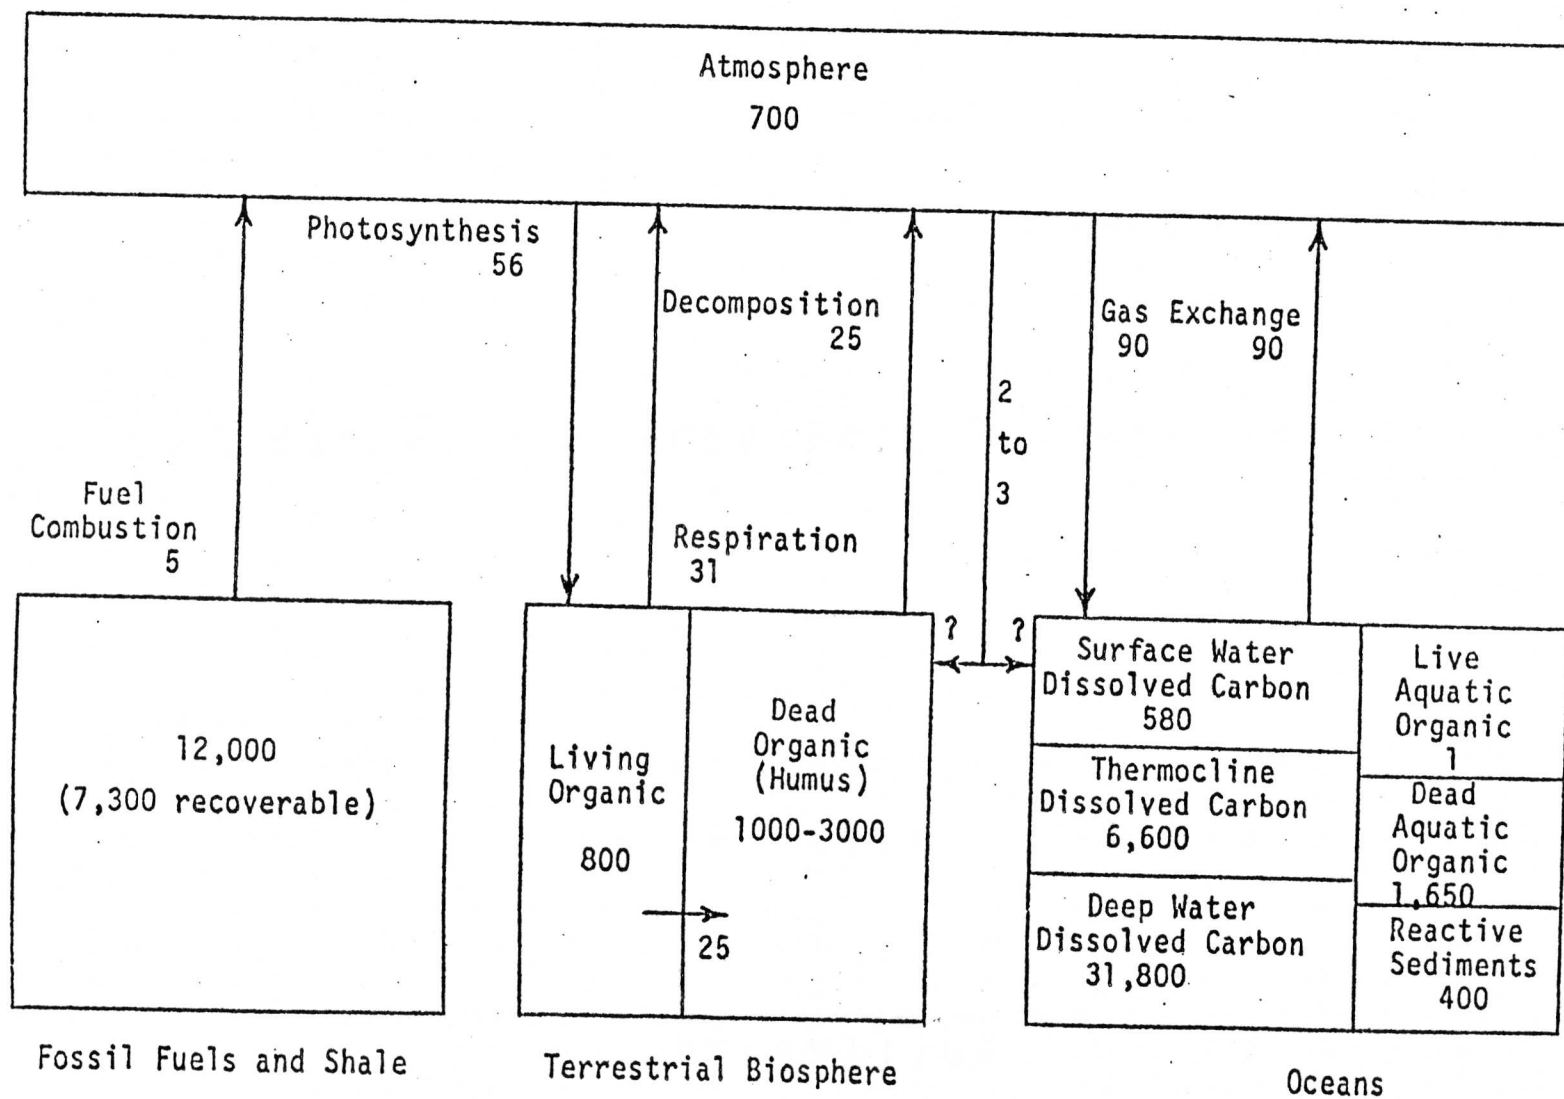 Atmosphere
700
Photosynthesis
56
Decomposition
25
Gas Exchange
90 90
2
to
3
Fuel
Combustion
5
Respiration
31
? ?
12,000
(7,300 recoverable)
Living
Organic
800
Dead
Organic
(Humus)
1000-3000
25
Surface Water
Dissolved Carbon
580
Thermocline
Dissolved Carbon
6,600
Deep Water
Dissolved Carbon
31,800
Live
Aquatic
Organic
1
Dead
Aquatic
Organic
1,650
Reactive
Sediments
400
Fossil Fuels and Shale
Terrestrial Biosphere
Oceans